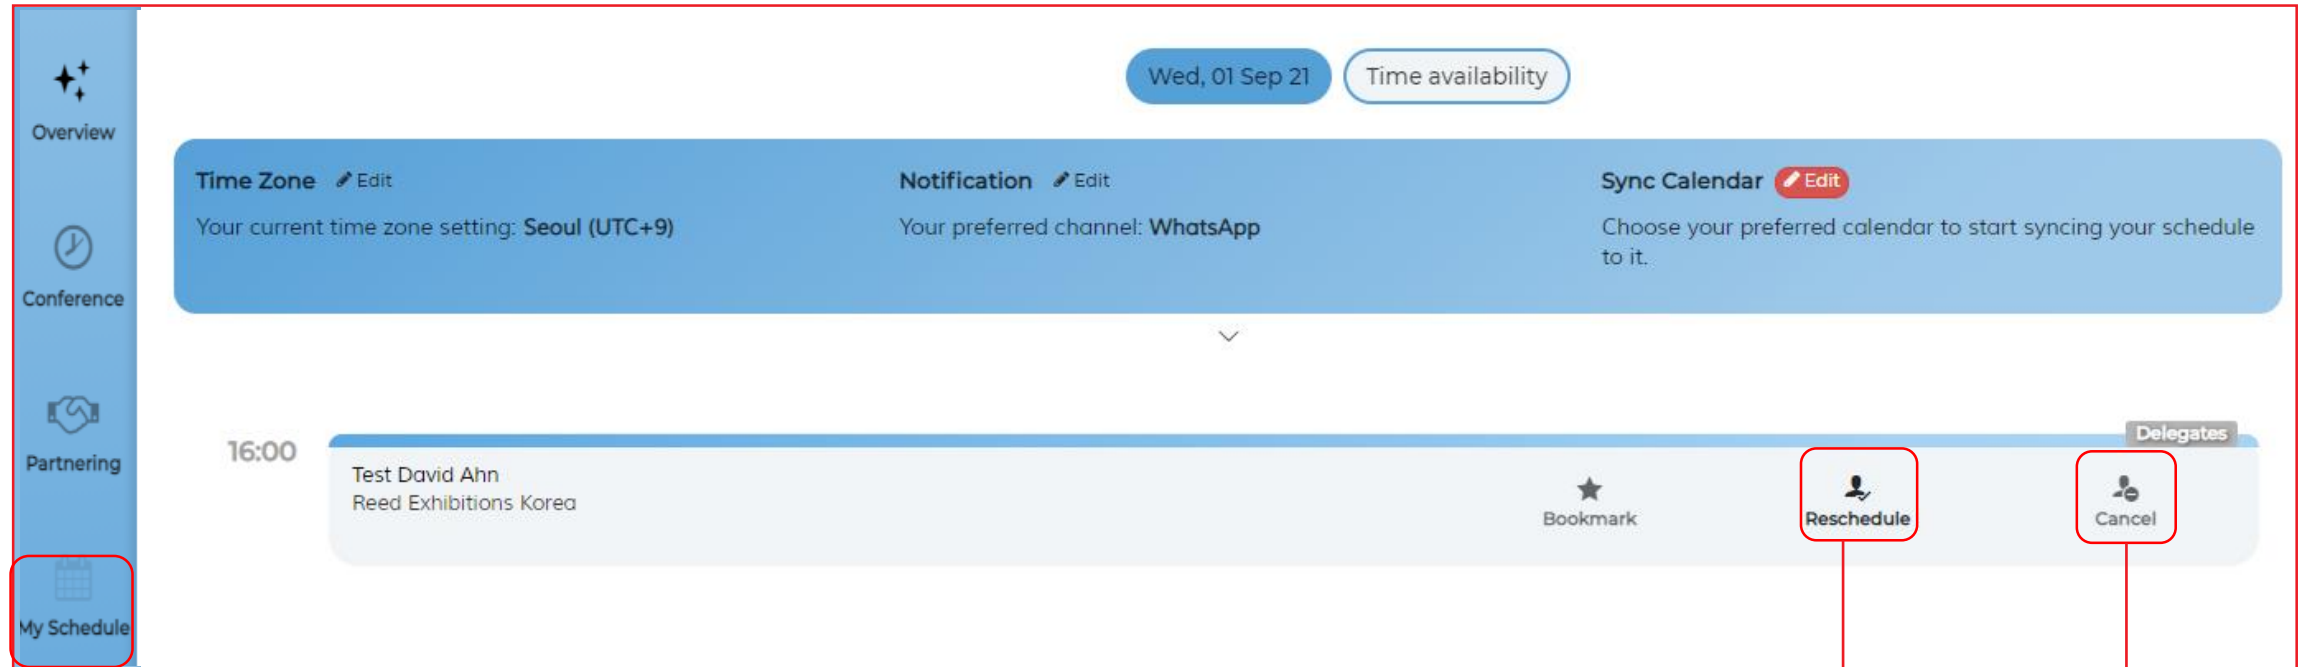 Overview
Conference
Partnering
My Schedule
Wed, 01 Sep 21
Time availability
Time Zone Edit
Your current time zone setting: Seoul (UTC+9)
Notification Edit
Your preferred channel: WhatsApp
Sync Calendar Edit
Choose your preferred calendar to start syncing your schedule
to it.
16:00
Delegates
Test David Ahn
Reed Exhibitions Korea
Bookmark
Reschedule
Cancel